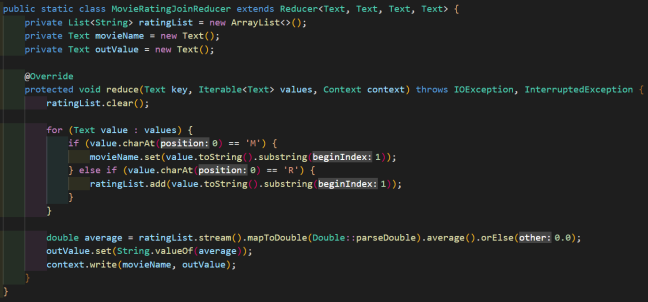 public static class MovieRatingJoinReducer extends Reducer<Text, Text, Text, Text> {
    private List<String> ratingList = new ArrayList<>();
    private Text movieName = new Text();
    private Text outValue = new Text();

    @Override
    protected void reduce(Text key, Iterable<Text> values, Context context) throws IOException, InterruptedException {
        ratingList.clear();

        for (Text value : values) {
            if (value.charAt(position: 0) == 'M') {
                movieName.set(value.toString().substring(beginIndex: 1));
            } else if (value.charAt(position: 0) == 'R') {
                ratingList.add(value.toString().substring(beginIndex: 1));
            }
        }

        double average = ratingList.stream().mapToDouble(Double::parseDouble).average().orElse(other: 0.0);
        outValue.set(String.valueOf(average));
        context.write(movieName, outValue);
    }
}